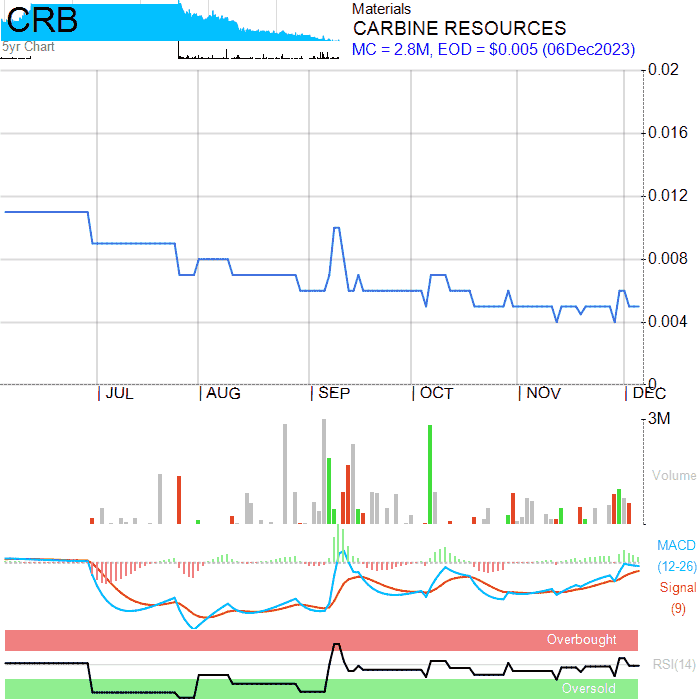 CRB
5yr Chart
Materials
CARBINE RESOURCES
MC = 2.8M, EOD = $0.005 (06Dec2023)
0.02
0.016
0.012
0.008
0.004
0
JUL AUG SEP OCT NOV DEC
3M
Volume
MACD
(12-26)
Signal
(9)
Overbought
RSI(14)
Oversold